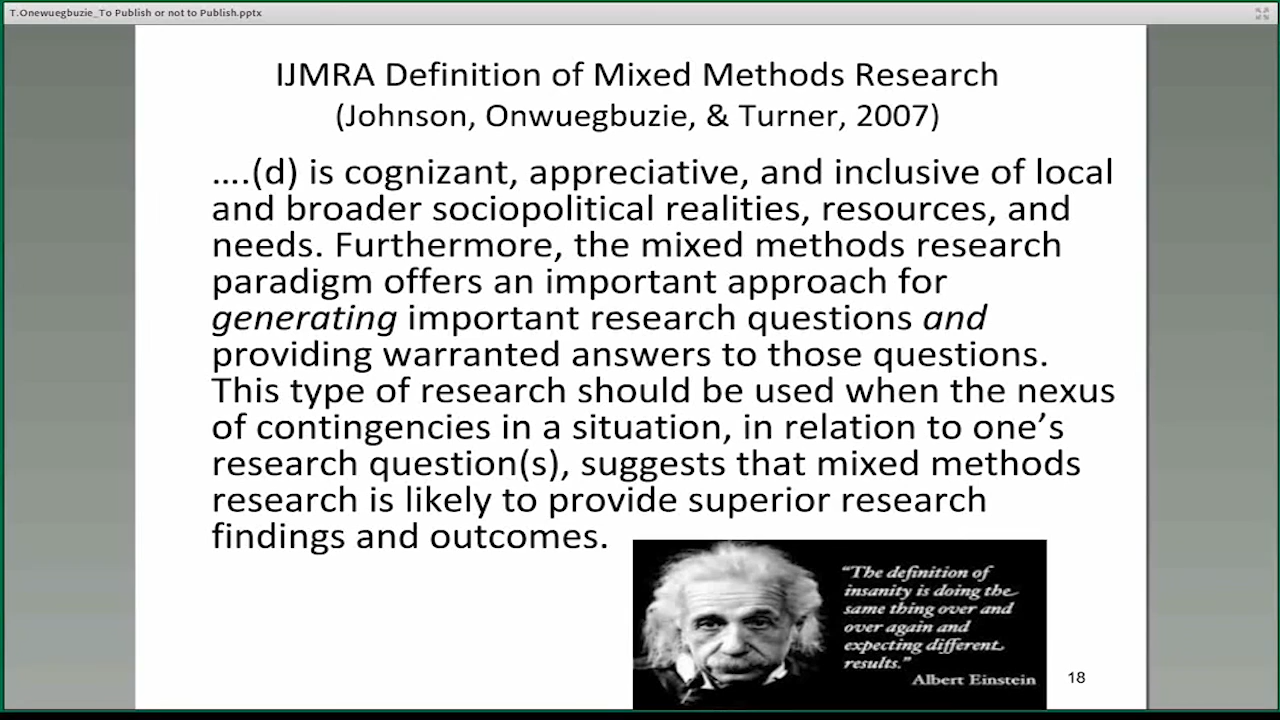 T.Onewuegbuzie_To Publish or not to Publish.pptx
IJMRA Definition of Mixed Methods Research
(Johnson, Onwuegbuzie, & Turner, 2007)
....(d) is cognizant, appreciative, and inclusive of local
and broader sociopolitical realities, resources, and
needs. Furthermore, the mixed methods research
paradigm offers an important approach for
generating important research questions and
providing warranted answers to those questions.
This type of research should be used when the nexus
of contingencies in a situation, in relation to one’s
research question(s), suggests that mixed methods
research is likely to provide superior research
findings and outcomes.
“The definition of
insanity is doing the
same thing over and
over again and
expecting different
results.”
Albert Einstein
18